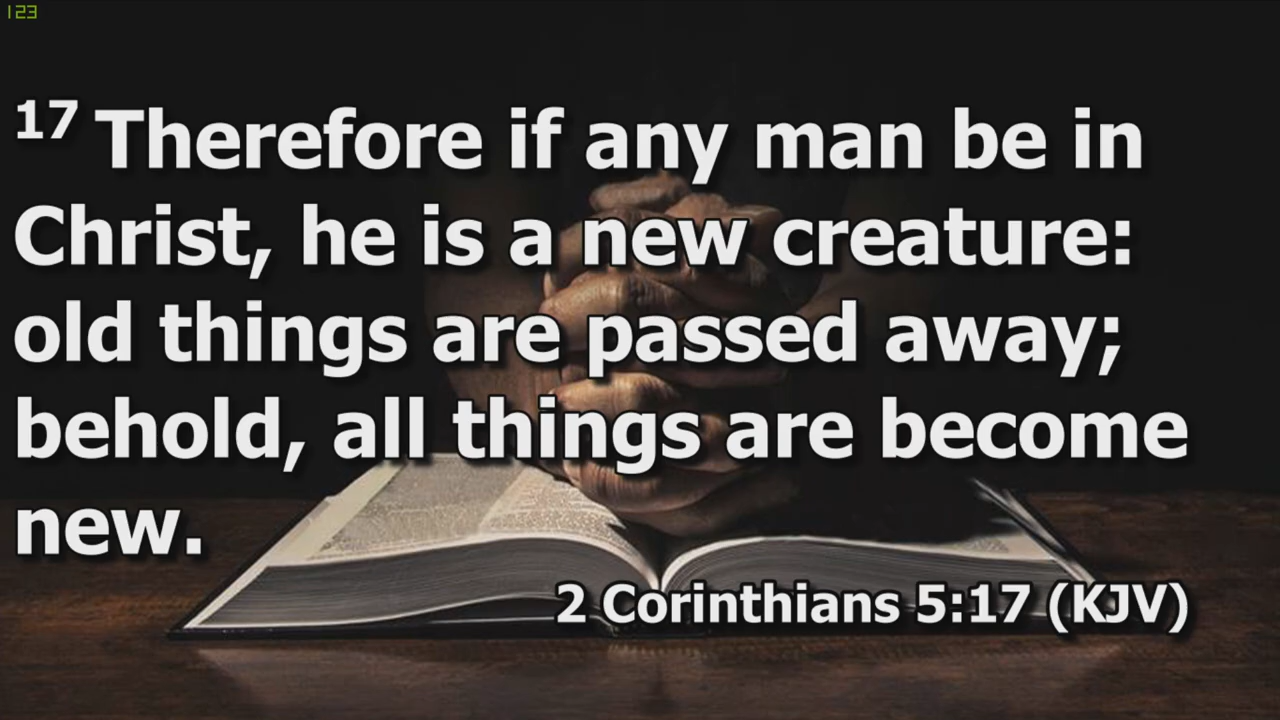 123
17 Therefore if any man be in
Christ, he is a new creature:
old things are passed away;
behold, all things are become
new.
2 Corinthians 5:17 (KJV)